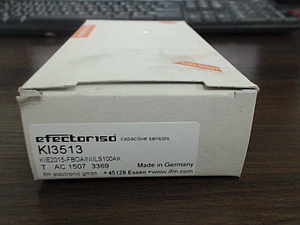 efector150 capacitive sensors
KI3513
KIE2015-FBOA/NI/LS100AK
T AC 1507 3369 Made in Germany
ifm electronic gmbh • 45128 Essen • www.ifm.com